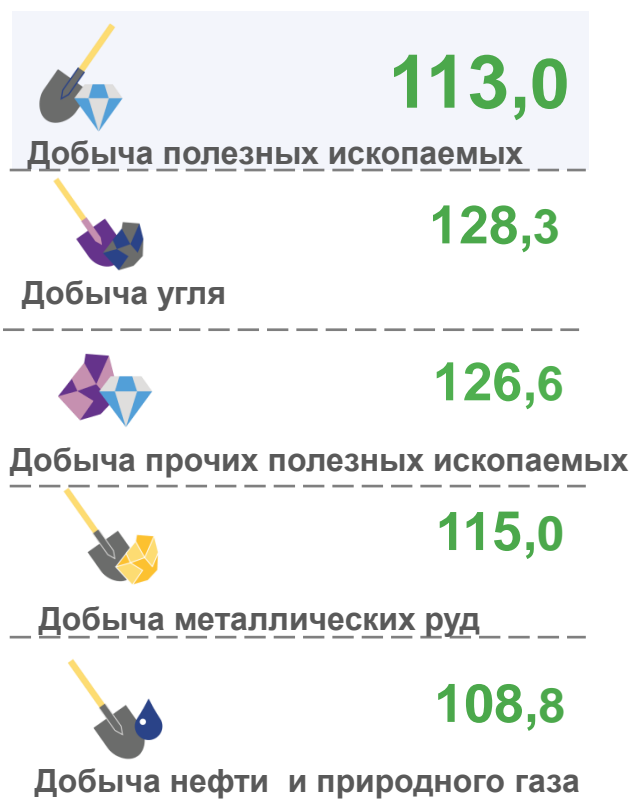 113,0
Добыча полезных ископаемых
128,3
Добыча угля
126,6
Добыча прочих полезных ископаемых
115,0
Добыча металлических руд
108,8
Добыча нефти и природного газа